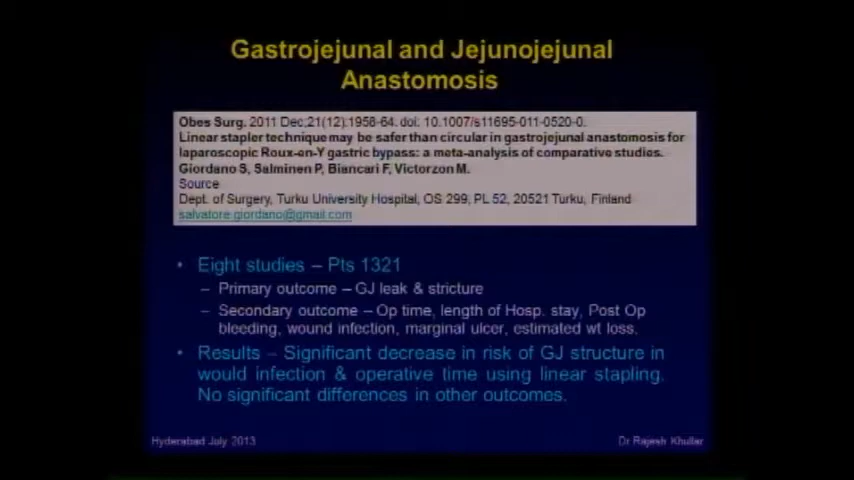 Gastrojejunal and Jejunojejunal
Anastomosis
Obes Surg. 2011 Dec;21(12):1958-64. doi: 10.1007/s11695-011-0520-0.
Linear stapler technique may be safer than circular in gastrojejunal anastomosis for
laparoscopic Roux-en-Y gastric bypass: a meta-analysis of comparative studies.
Giordano S, Salminen P, Biancari F, Victorzon M.
Source
Dept. of Surgery, Turku University Hospital, OS 299, PL 52, 20521 Turku, Finland
salvatore.giordano@gmail.com
• Eight studies – Pts 1321
– Primary outcome – GJ leak & stricture
– Secondary outcome – Op time, length of Hosp. stay, Post Op
bleeding, wound infection, marginal ulcer, estimated wt loss.
• Results – Significant decrease in risk of GJ structure in
would infection & operative time using linear stapling.
No significant differences in other outcomes.
Hyderabad July 2013
Dr Rajesh Khullar